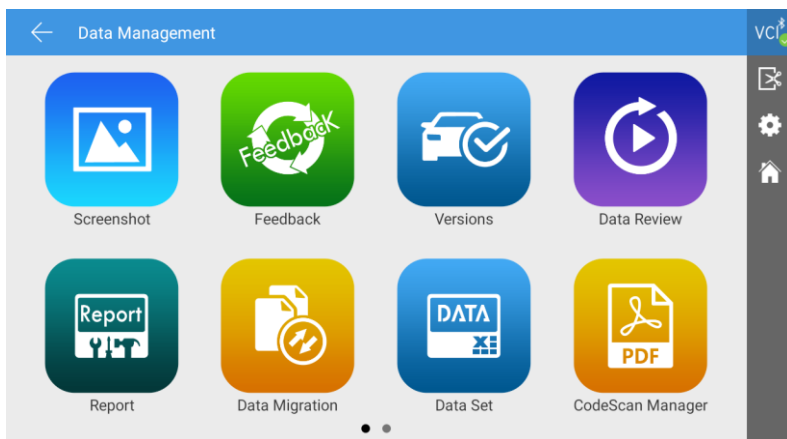 Data Management
VCI
Feedback
Screenshot
Feedback
Versions
Data Review
Report
DATA
PDF
Report
Data Migration
Data Set
CodeScan Manager